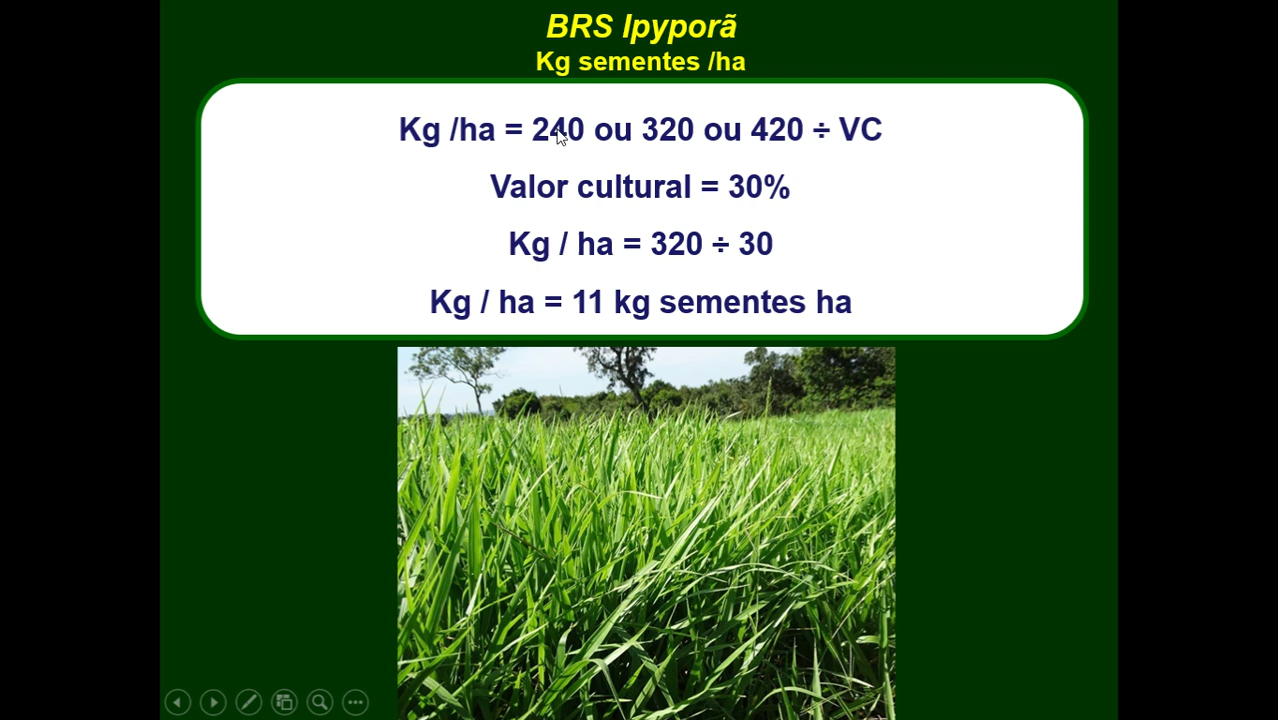 BRS Ipyporã
Kg sementes /ha
Kg /ha = 240 ou 320 ou 420 ÷ VC
Valor cultural = 30%
Kg / ha = 320 ÷ 30
Kg / ha = 11 kg sementes ha